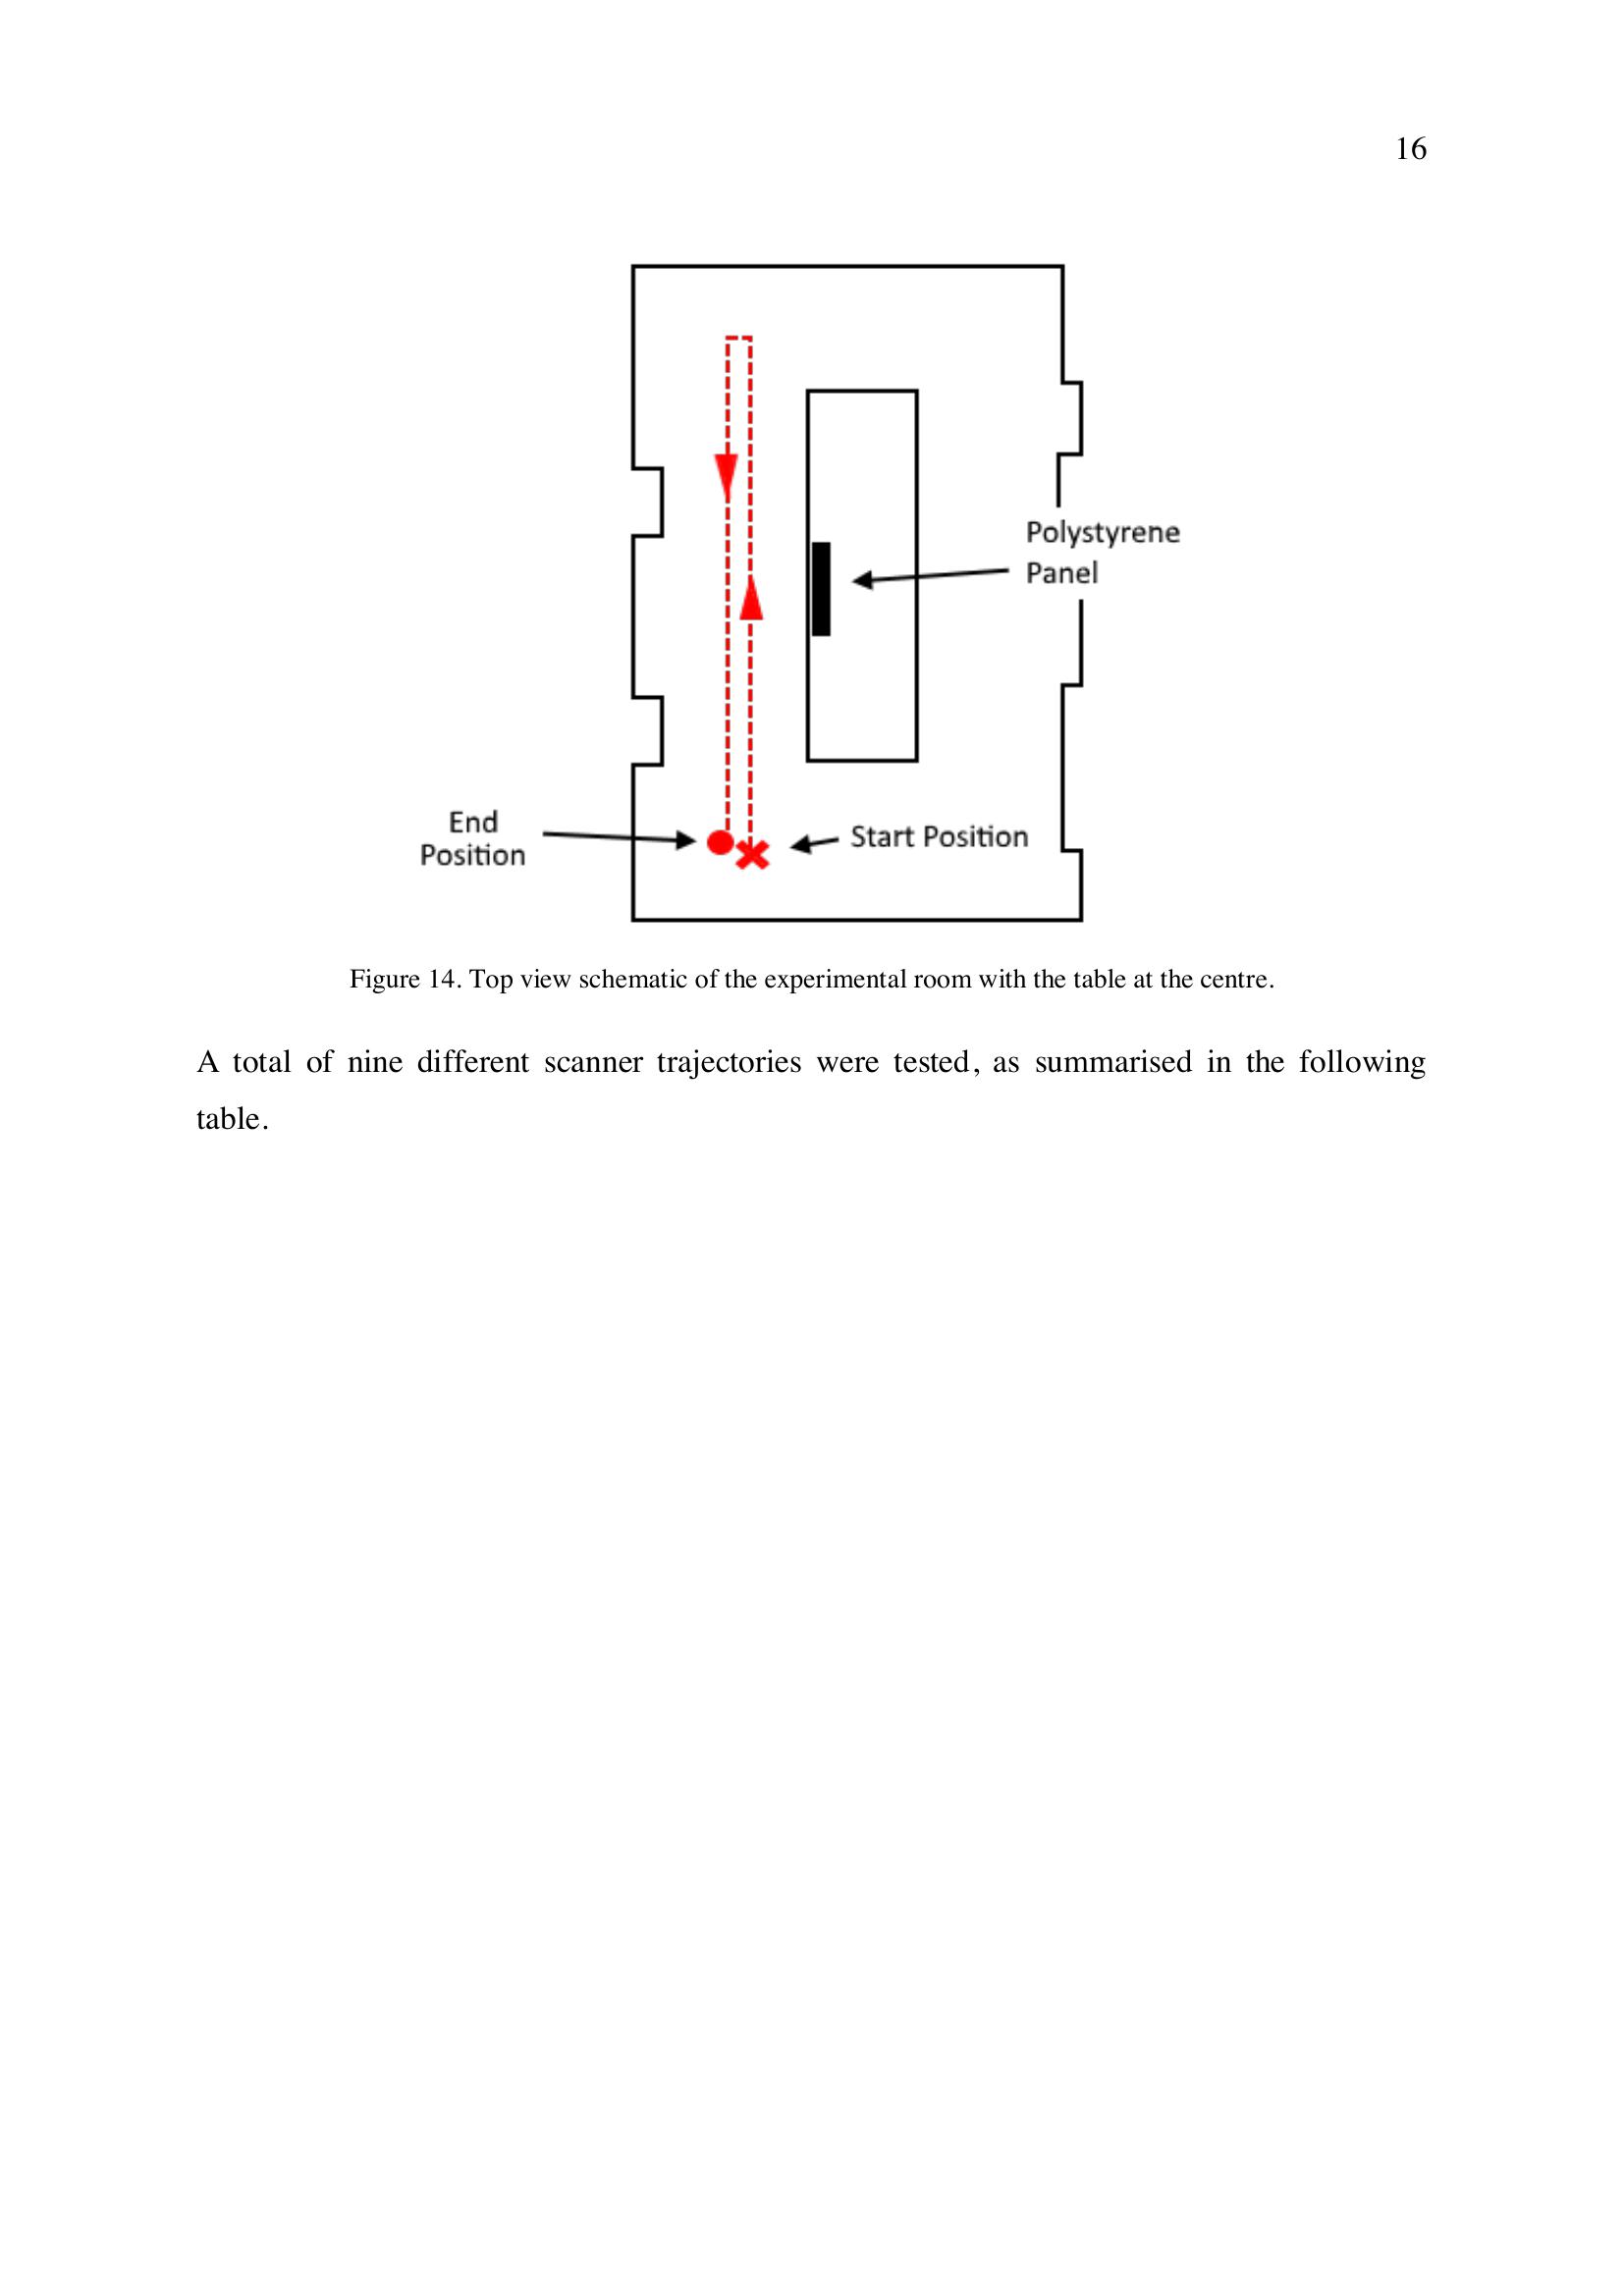 16
Polystyrene
Panel
End
Position
Start Position
Figure 14. Top view schematic of the experimental room with the table at the centre.
A total of nine different scanner trajectories were tested, as summarised in the following
table.